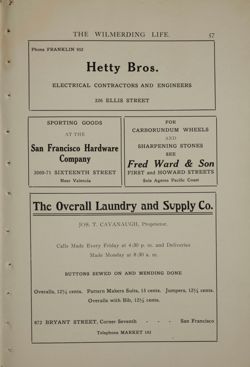 THE WILMERDING LIFE. 57
Phone FRANKLIN 952
Hetty Bros.
ELECTRICAL CONTRACTORS AND ENGINEERS
326 ELLIS STREET
SPORTING GOODS
AT THE
San Francisco Hardware
Company
3069-71 SIXTEENTH STREET
Near Valencia
FOR
CARBORUNDUM WHEELS
AND
SHARPENING STONES
SEE
Fred Ward & Son
FIRST and HOWARD STREETS
Sole Agents Pacific Coast
The Overall Laundry and Supply Co.
JOS. T. CAVANAUGH, Proprietor.
Calls Made Every Friday at 4:30 p. m. and Deliveries
Made Monday at 8:30 a. m.
BUTTONS SEWED ON AND MENDING DONE
Overalls, 12½ cents. Pattern Makers Suits, 15 cents. Jumpers, 12½ cents.
Overalls with Bib, 12½ cents.
872 BRYANT STREET, Corner Seventh - - - San Francisco
Telephone MARKET 143